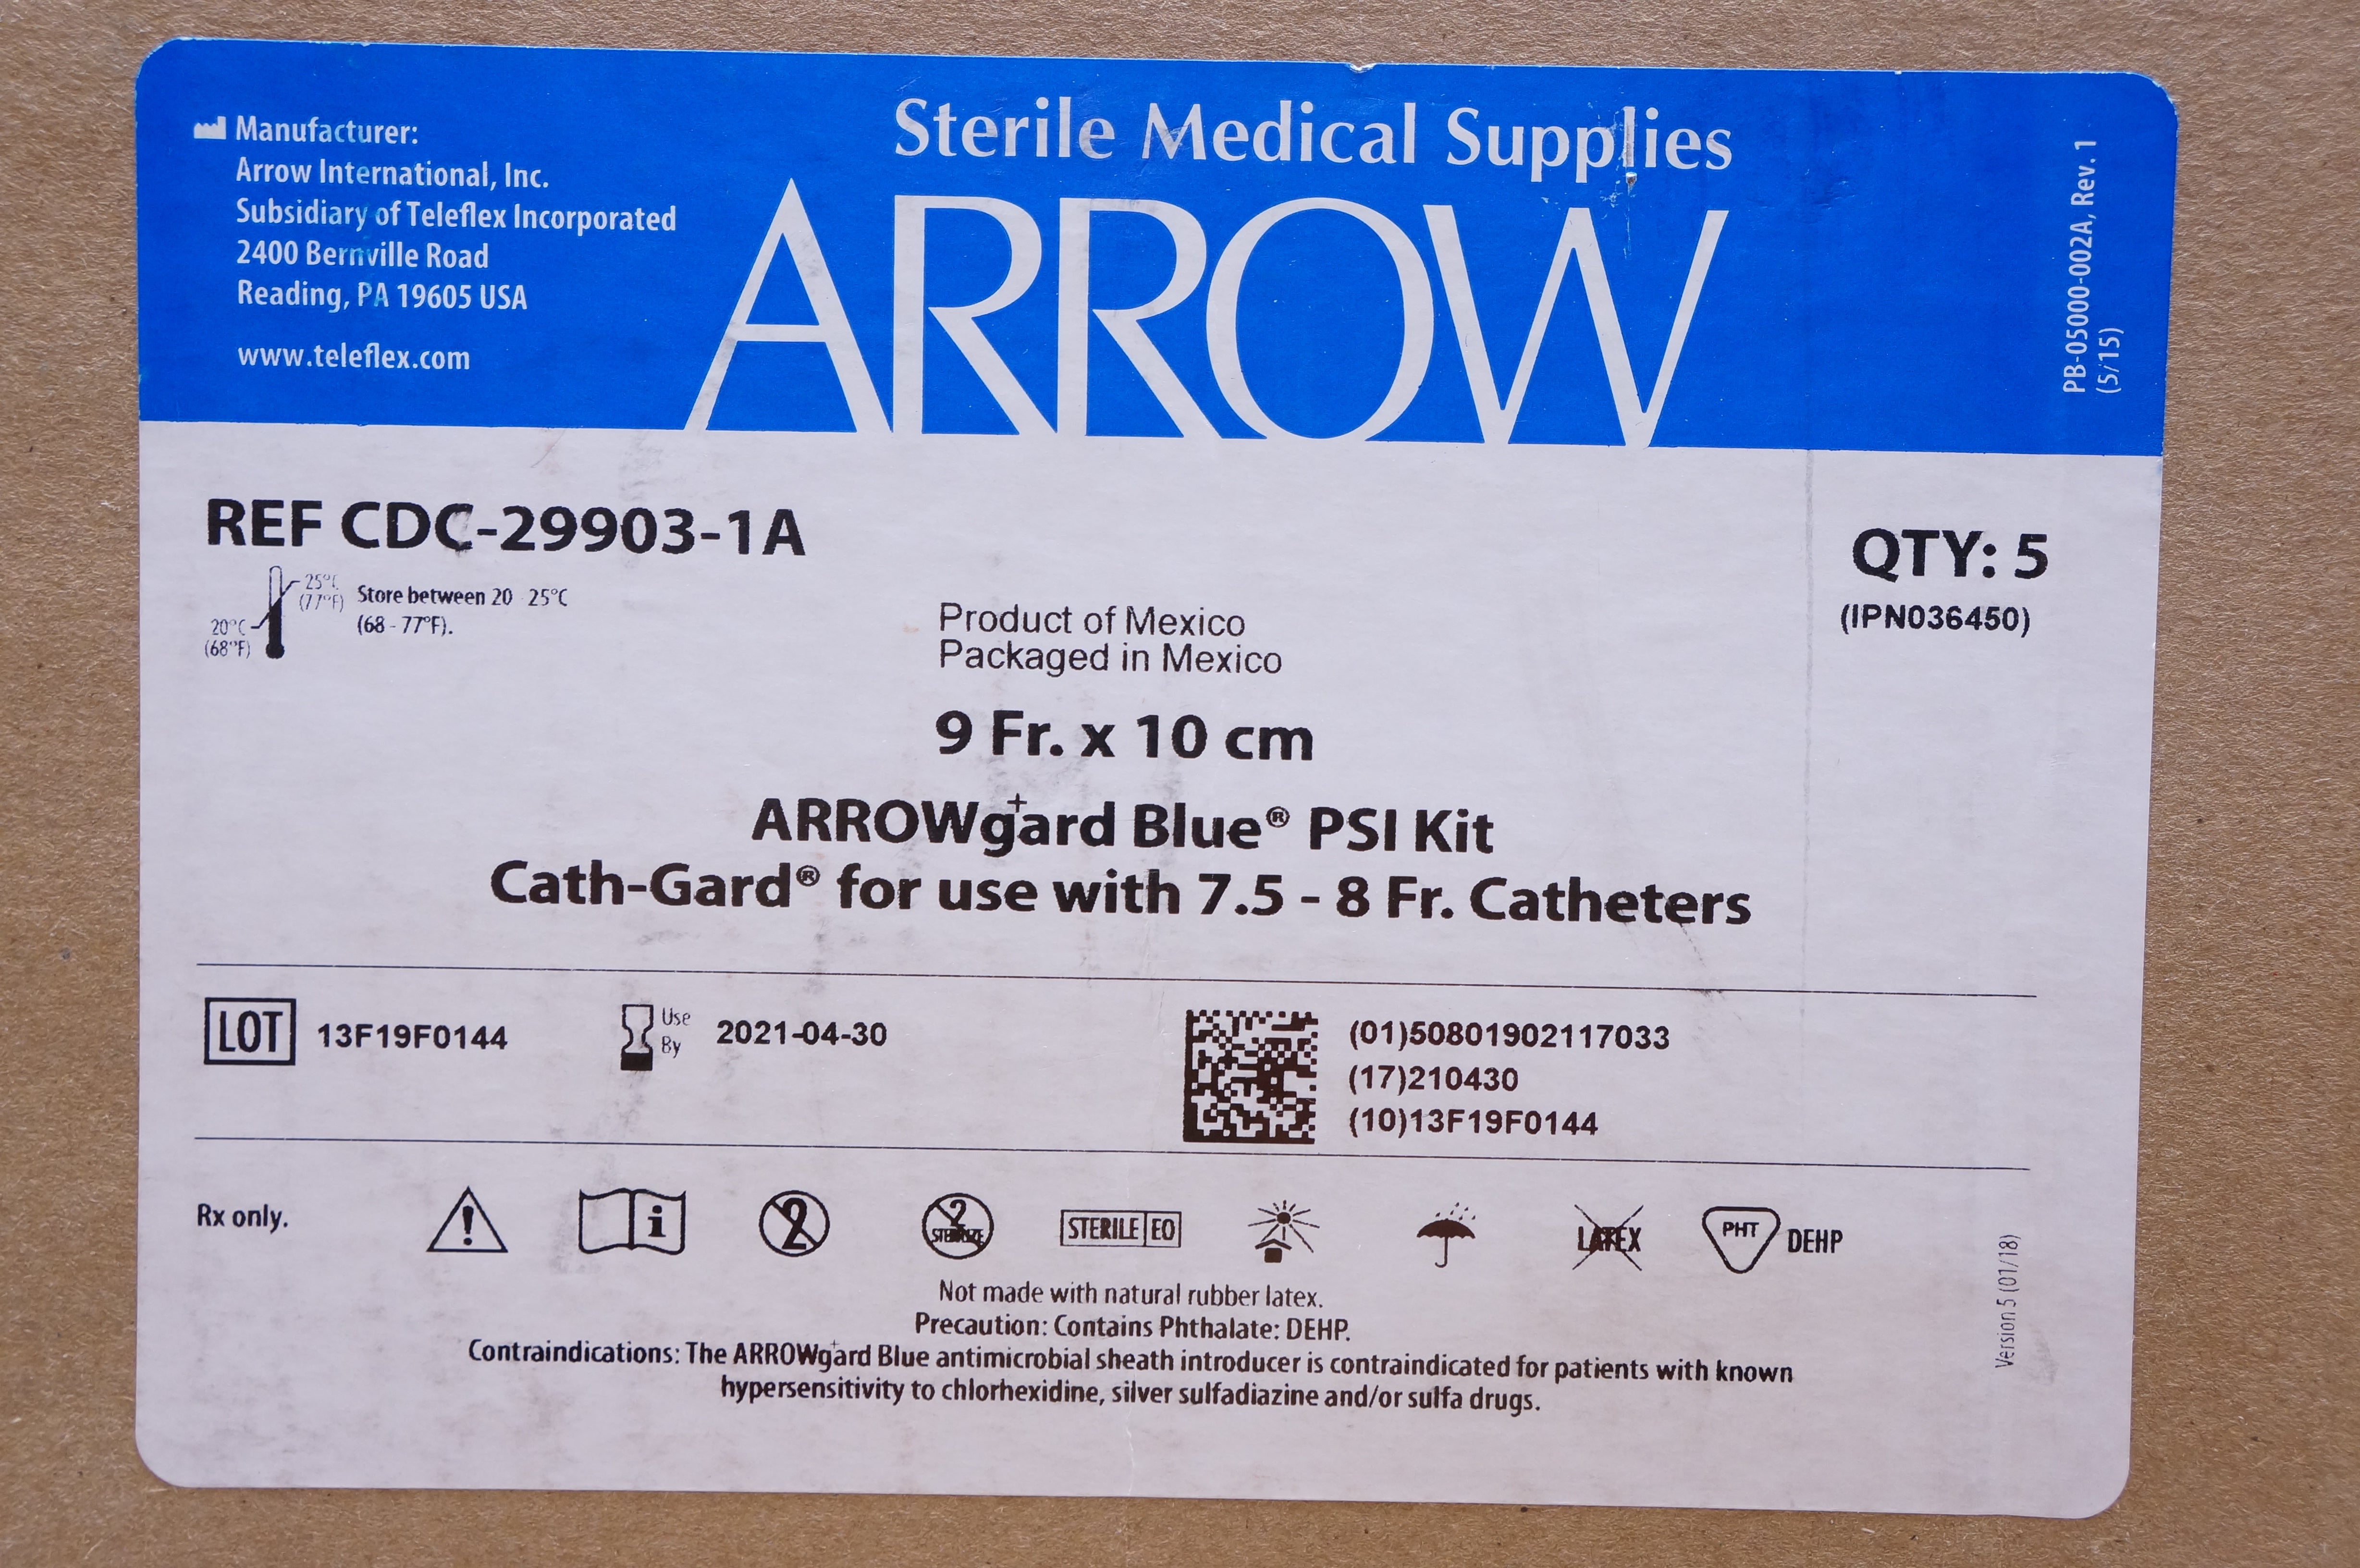 Manufacturer:
Arrow International, Inc.
Subsidiary of Teleflex Incorporated
2400 Bernville Road
Reading, PA 19605 USA
www.teleflex.com
Sterile Medical Supplies
ARROW
PB-05000-002A, Rev. 1
(5/15)
REF CDC-29903-1A
QTY: 5
(IPN036450)
25°C
(77°F)
20°C
(68°F)
Store between 20 25°C
(68 - 77°F).
Product of Mexico
Packaged in Mexico
9 Fr. x 10 cm
ARROWg+ard Blue® PSI Kit
Cath-Gard® for use with 7.5 - 8 Fr. Catheters
LOT 13F19F0144
Use
By
2021-04-30
(01)50801902117033
(17)210430
(10)13F19F0144
Rx only.
!
i
2
2
STERILIZE
STERILE EO
LATEX
PHT DEHP
Not made with natural rubber latex.
Precaution: Contains Phthalate: DEHP.
Contraindications: The ARROWg+ard Blue antimicrobial sheath introducer is contraindicated for patients with known
hypersensitivity to chlorhexidine, silver sulfadiazine and/or sulfa drugs.
Version 5 (01/18)